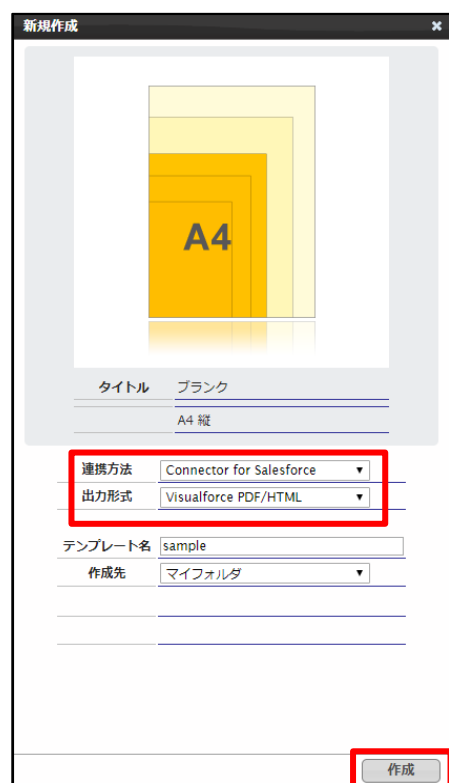 新規作成 ×
A4
タイトル ブランク
A4 縦
連携方法 Connector for Salesforce
出力形式 Visualforce PDF/HTML
テンプレート名 sample
作成先 マイフォルダ
作成